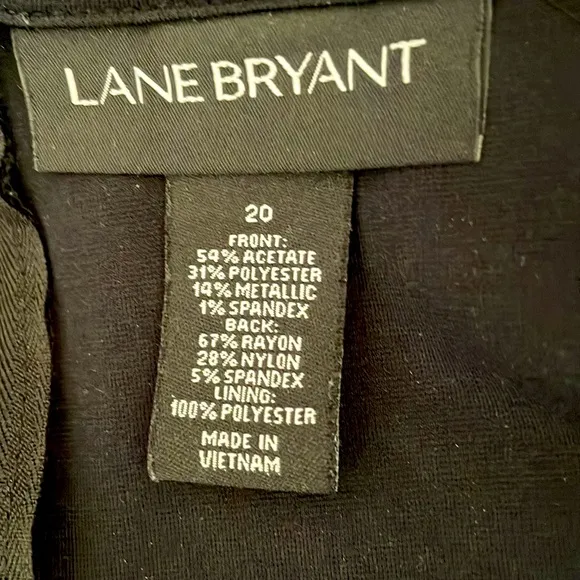 LANE BRYANT
20
FRONT:
54% ACETATE
31% POLYESTER
14% METALLIC
1% SPANDEX
BACK:
67% RAYON
28% NYLON
5% SPANDEX
LINING:
100% POLYESTER
MADE IN
VIETNAM